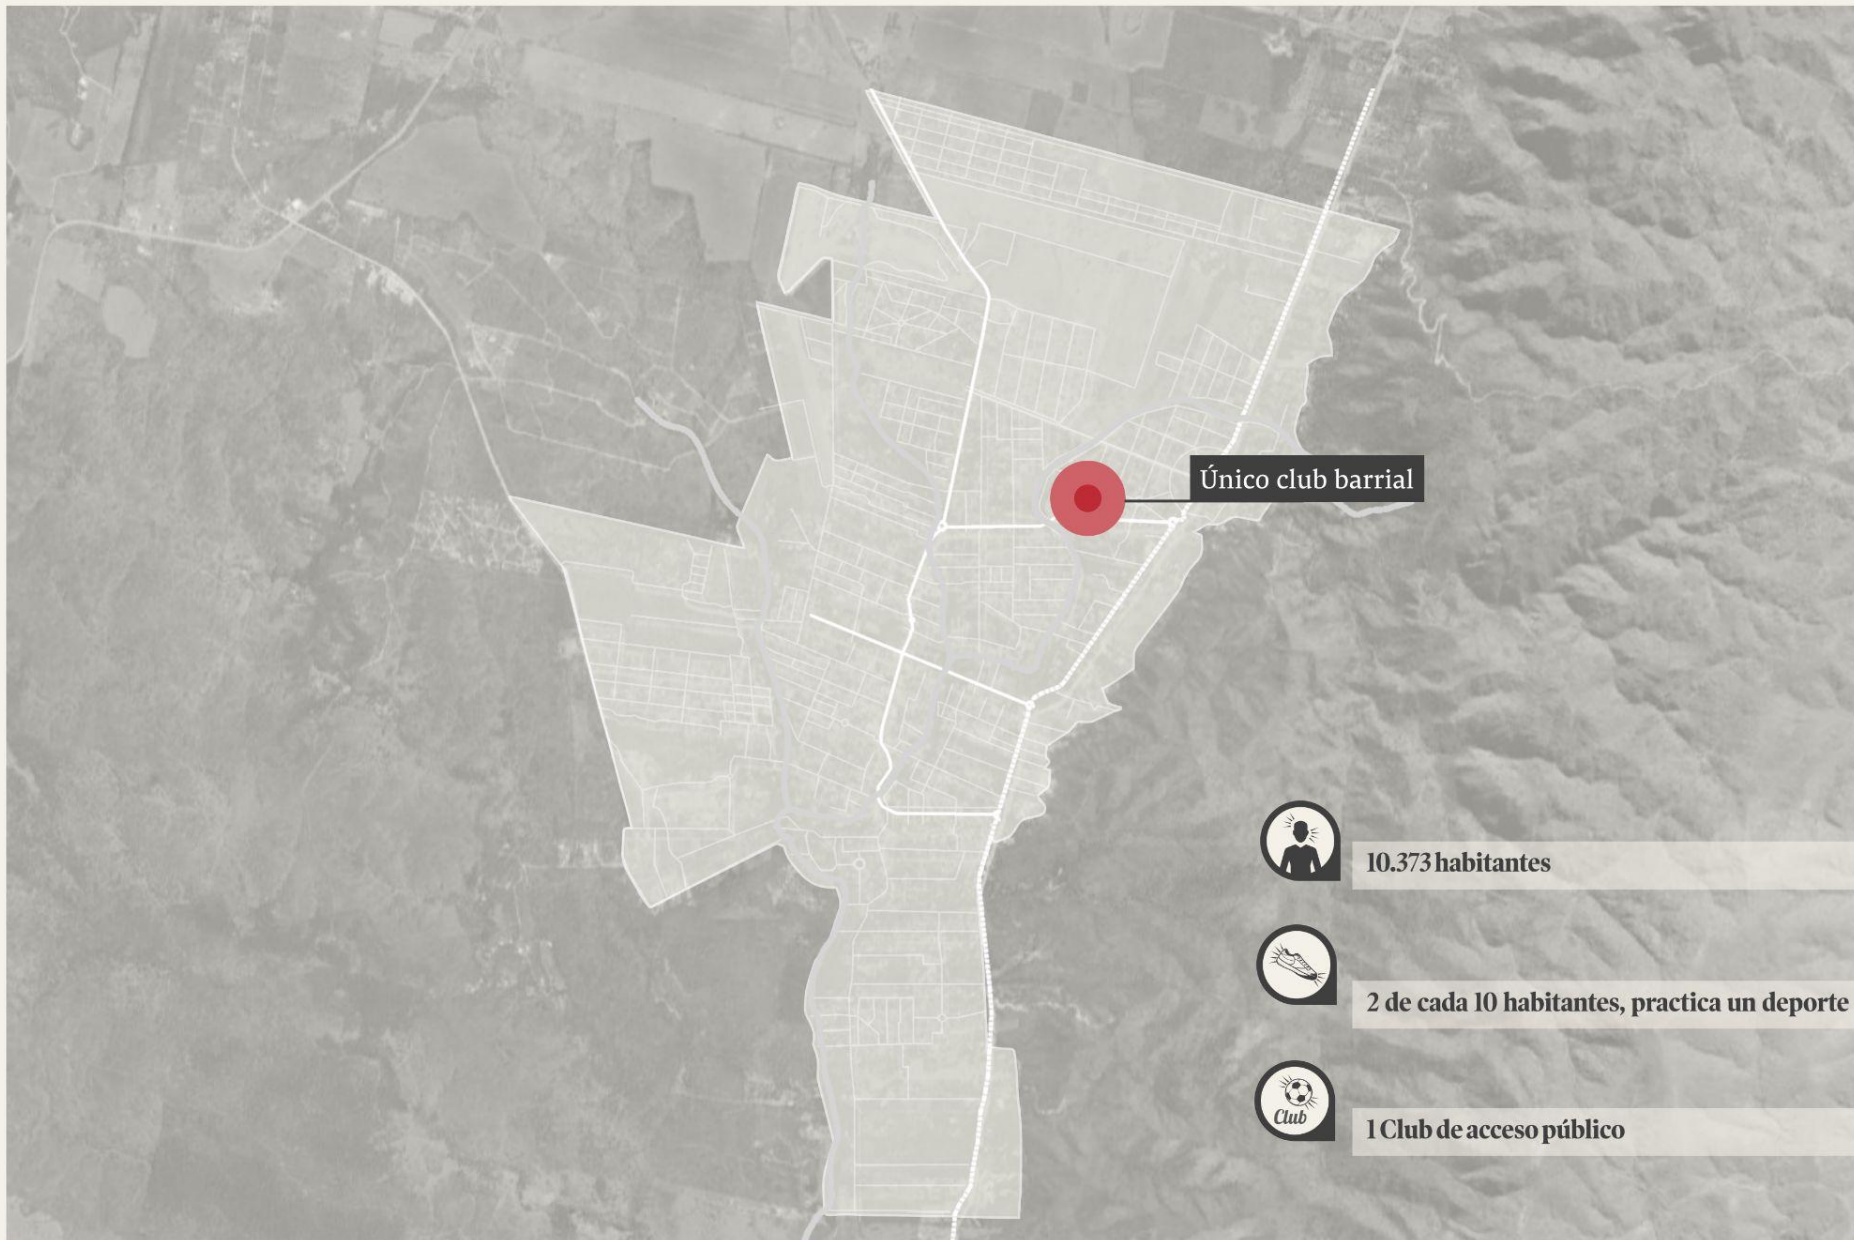 Único club barrial
10.373 habitantes
2 de cada 10 habitantes, practica un deporte
Club
1 Club de acceso público